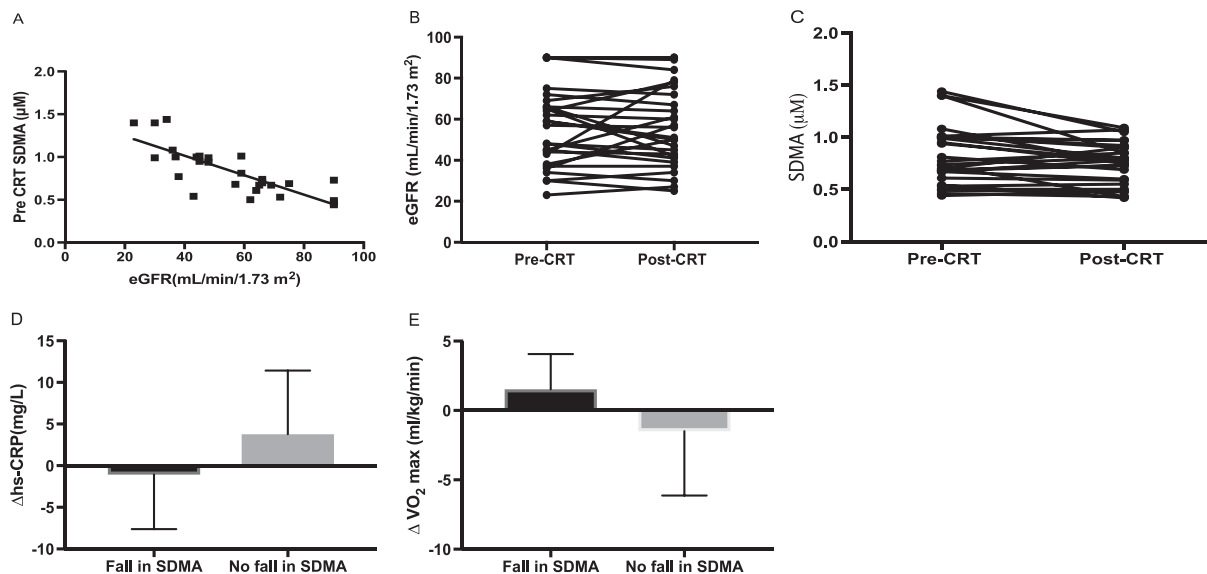 A
Pre CRT SDMA (µM)
2.0
1.5
1.0
0.5
0.0
0 20 40 60 80 100
eGFR(mL/min/1.73 m²)
B
eGFR (mL/min/1.73 m²)
100
80
60
40
20
0
Pre-CRT Post-CRT
C
SDMA (µM)
2.0
1.5
1.0
0.5
0.0
Pre-CRT Post-CRT
D
Δhs-CRP(mg/L)
15
10
5
0
-5
-10
Fall in SDMA No fall in SDMA
E
Δ VO₂ max (ml/kg/min)
5
0
-5
-10
Fall in SDMA No fall in SDMA